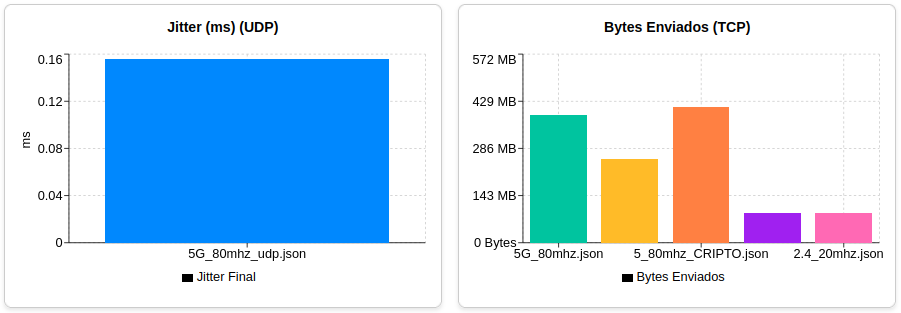 Jitter (ms) (UDP)
0.16
0.12
0.08
0.04
0
ms
5G_80mhz_udp.json
Jitter Final
Bytes Enviados (TCP)
572 MB
429 MB
286 MB
143 MB
0 Bytes
5G_80mhz.json
5_80mhz_CRIPTO.json
2.4_20mhz.json
Bytes Enviados